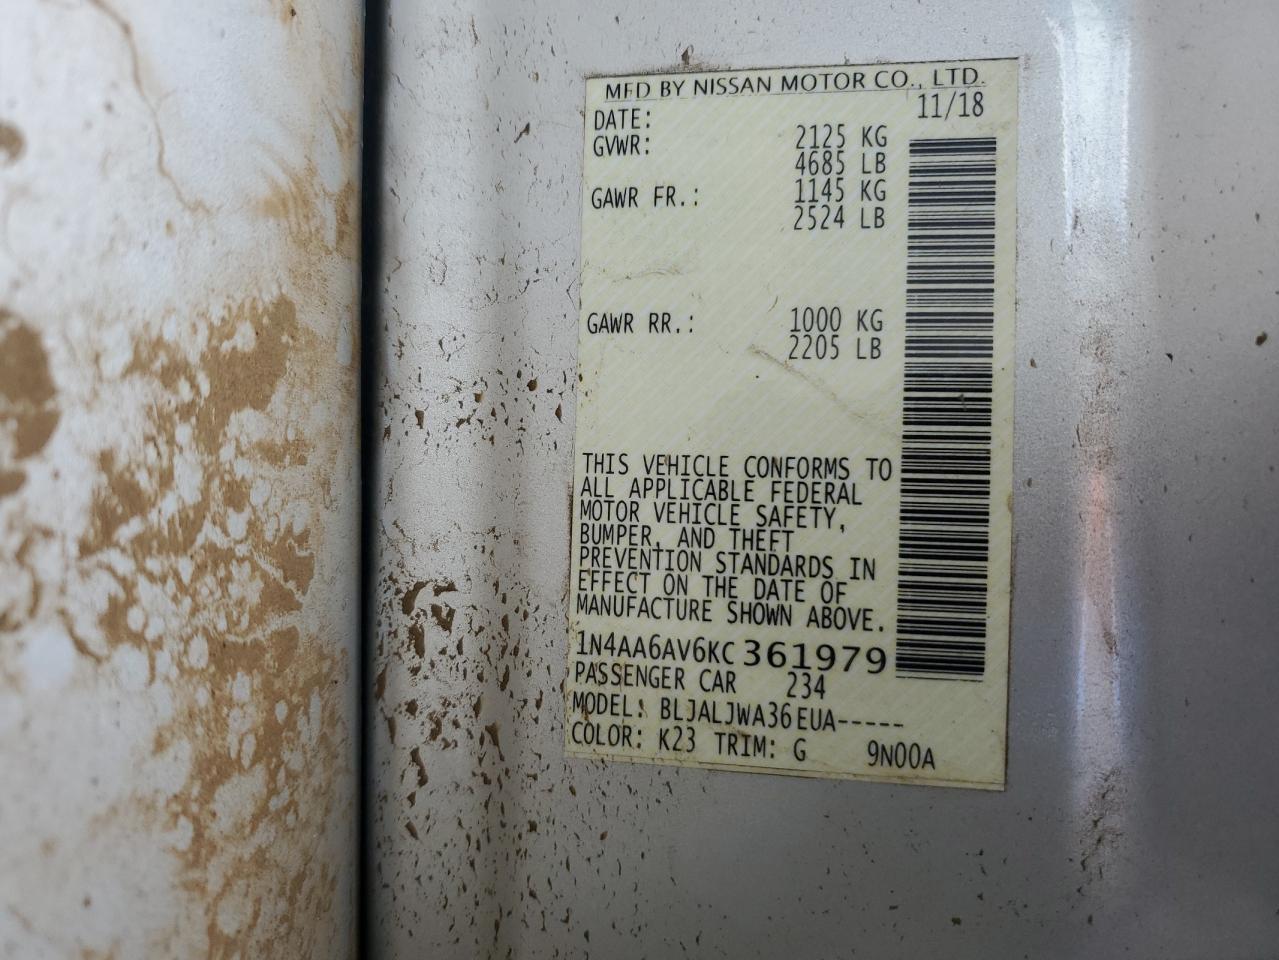 MFD BY NISSAN MOTOR CO., LTD.
DATE: 11/18
GVWR: 2125 KG
4685 LB
GAWR FR.: 1145 KG
2524 LB
GAWR RR.: 1000 KG
2205 LB
THIS VEHICLE CONFORMS TO
ALL APPLICABLE FEDERAL
MOTOR VEHICLE SAFETY,
BUMPER, AND THEFT
PREVENTION STANDARDS IN
EFFECT ON THE DATE OF
MANUFACTURE SHOWN ABOVE.
1N4AA6AV6KC361979
PASSENGER CAR 234
MODEL: BLJALJWA36EUA-----
COLOR: K23 TRIM: G 9N00A